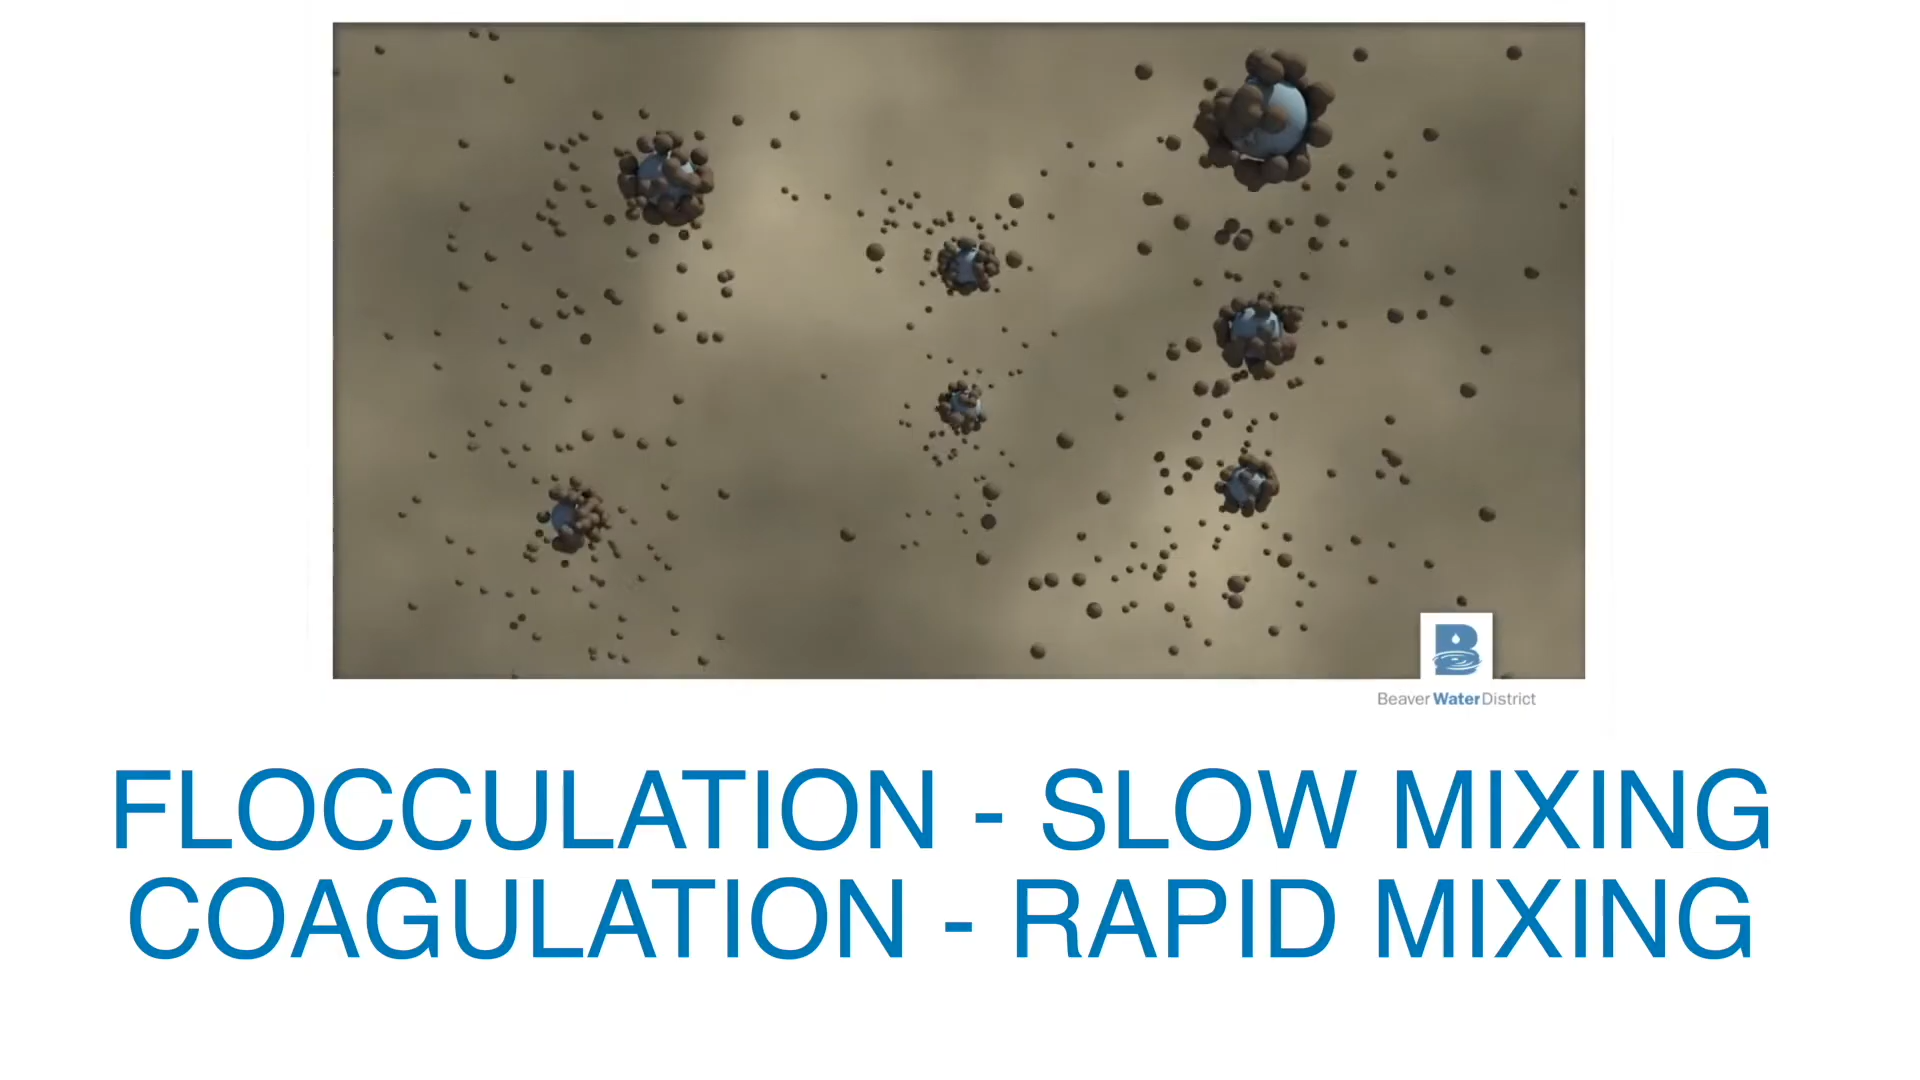 Beaver Water District
FLOCCULATION - SLOW MIXING
COAGULATION - RAPID MIXING